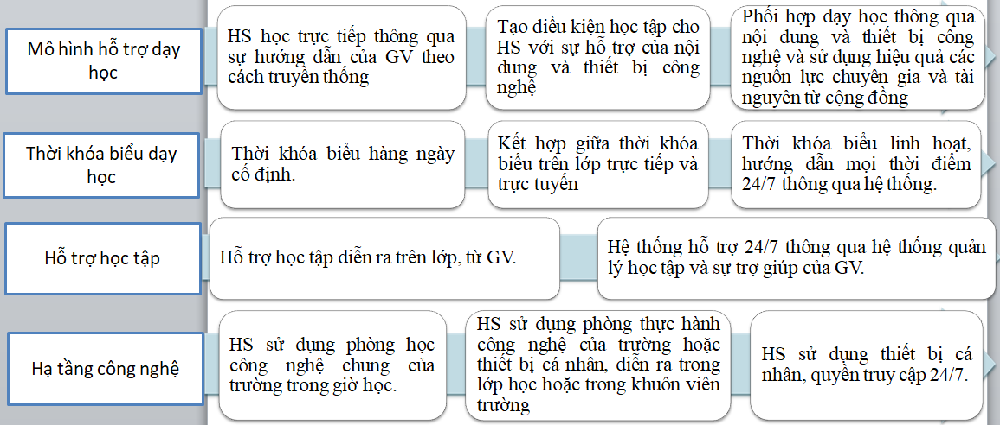 Mô hình hỗ trợ dạy
học
HS học trực tiếp thông qua
sự hướng dẫn của GV theo
cách truyền thống
Tạo điều kiện học tập cho
HS với sự hỗ trợ của nội
dung và thiết bị công
nghệ
Phối hợp dạy học thông qua
nội dung và thiết bị công
nghệ và sử dụng hiệu quả các
nguồn lực chuyên gia và tài
nguyên từ cộng đồng
Thời khóa biểu dạy
học
Thời khóa biểu hàng ngày
cố định.
Kết hợp giữa thời khóa
biểu trên lớp trực tiếp và
trực tuyến
Thời khóa biểu linh hoạt,
hướng dẫn mọi thời điểm
24/7 thông qua hệ thống.
Hỗ trợ học tập
Hỗ trợ học tập diễn ra trên lớp, từ GV.
Hệ thống hỗ trợ 24/7 thông qua hệ thống quản
lý học tập và sự trợ giúp của GV.
Hạ tầng công nghệ
HS sử dụng phòng học
công nghệ chung của
trường trong giờ học.
HS sử dụng phòng thực hành
công nghệ của trường hoặc
thiết bị cá nhân, diễn ra trong
lớp học hoặc trong khuôn viên
trường
HS sử dụng thiết bị cá
nhân, quyền truy cập 24/7.